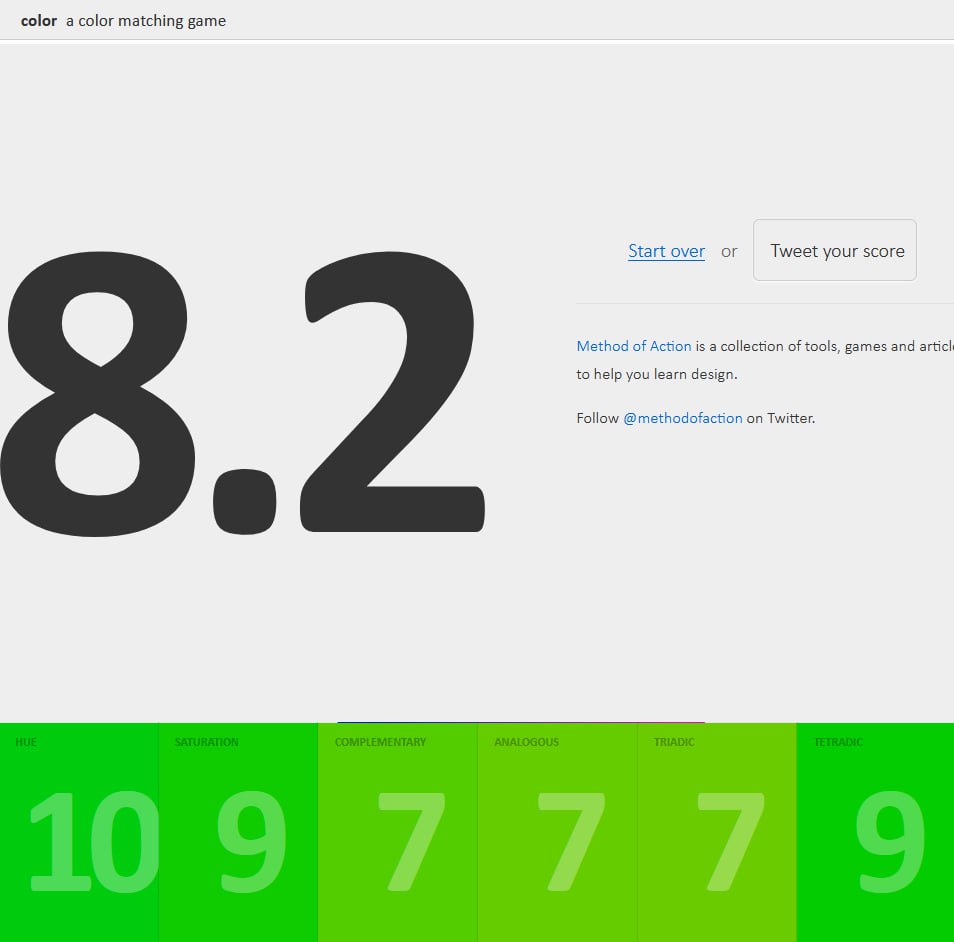 color a color matching game
8.2
Start over or Tweet your score
Method of Action is a collection of tools, games and article
to help you learn design.
Follow @methodofaction on Twitter.
HUE SATURATION COMPLEMENTARY ANALOGOUS TRIADIC TETRADIC
10 9 7 7 7 9